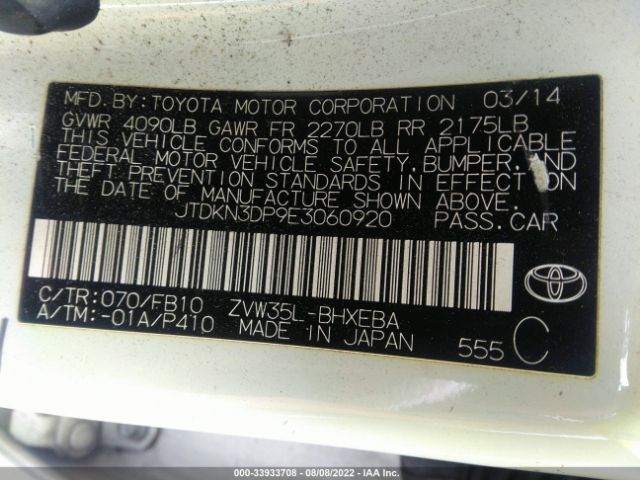 MFD. BY: TOYOTA MOTOR CORPORATION 03/14
GVWR 4090LB GAWR FR 2270LB RR 2175LB
THIS VEHICLE CONFORMS TO ALL APPLICABLE
FEDERAL MOTOR VEHICLE SAFETY, BUMPER, AND
THEFT PREVENTION STANDARDS IN EFFECT ON
THE DATE OF MANUFACTURE SHOWN ABOVE.
JTDKN3DP9E3060920 PASS. CAR
C/TR: 070/FB10 ZVW35L-BHXEBA
A/TM: -01A/P410 MADE IN JAPAN
555 C
000-33933708 - 08/08/2022 - IAA Inc.